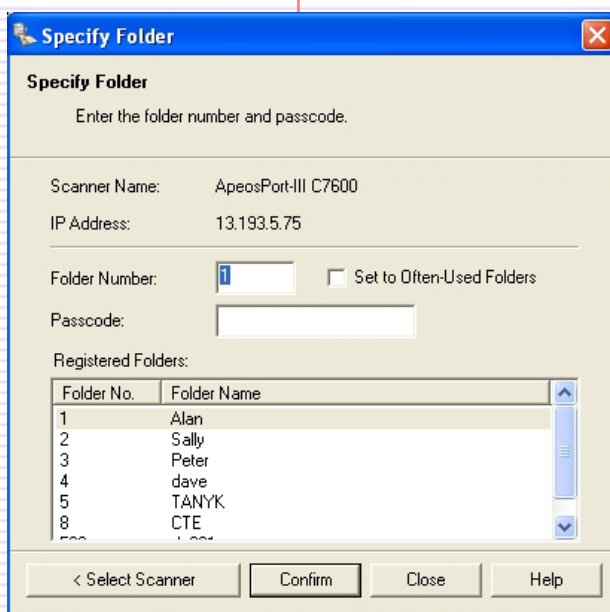 Specify Folder
Specify Folder
Enter the folder number and passcode.
Scanner Name: ApeosPort-III C7600
IP Address: 13.193.5.75
Folder Number: 1 Set to Often-Used Folders
Passcode:
Registered Folders:
Folder No. Folder Name
1 Alan
2 Sally
3 Peter
4 dave
5 TANYK
8 CTE
< Select Scanner Confirm Close Help